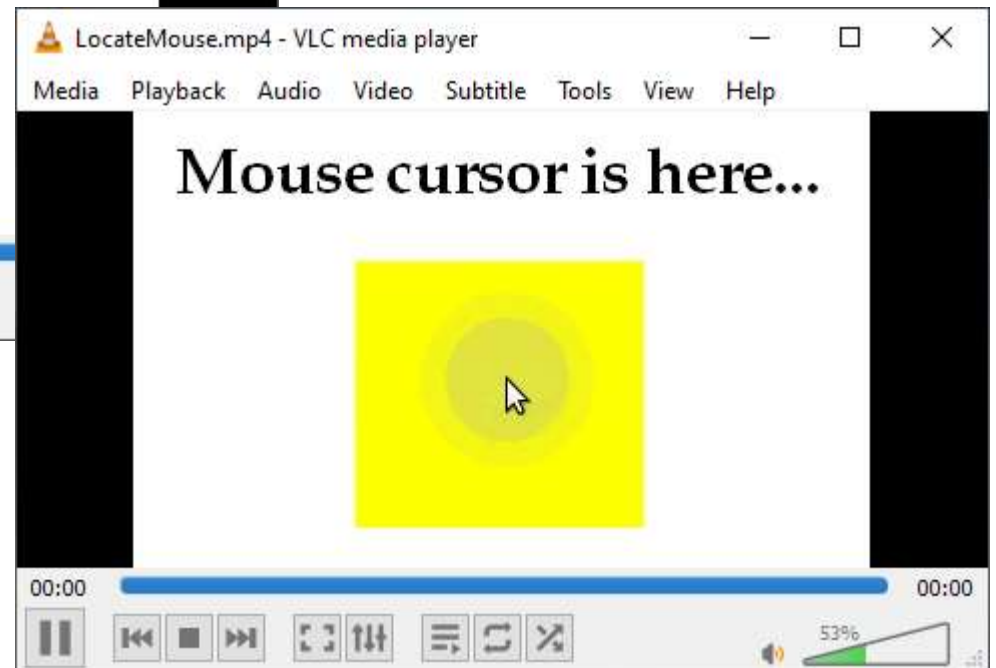 LocateMouse.mp4 - VLC media player
Media Playback Audio Video Subtitle Tools View Help
Mouse cursor is here...
00:00 00:00
53%